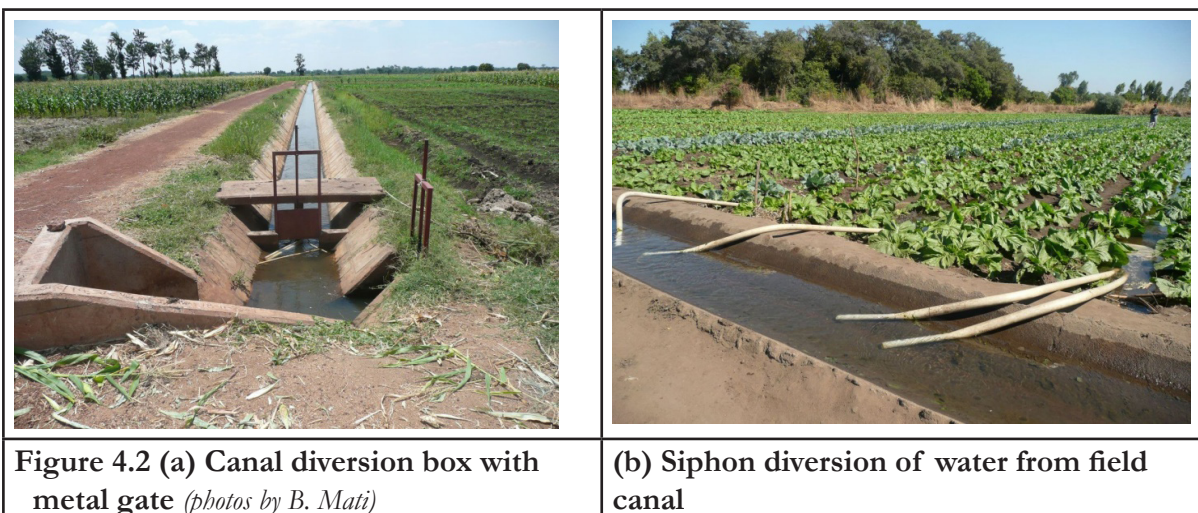 Figure 4.2 (a) Canal diversion box with
metal gate (photos by B. Mati)
(b) Siphon diversion of water from field
canal